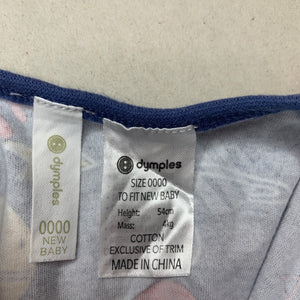 dymples
0000
NEW
BABY
dymples
SIZE 0000
TO FIT NEW BABY
Height: 54cm
Mass: 4kg
COTTON
EXCLUSIVE OF TRIM
MADE IN CHINA